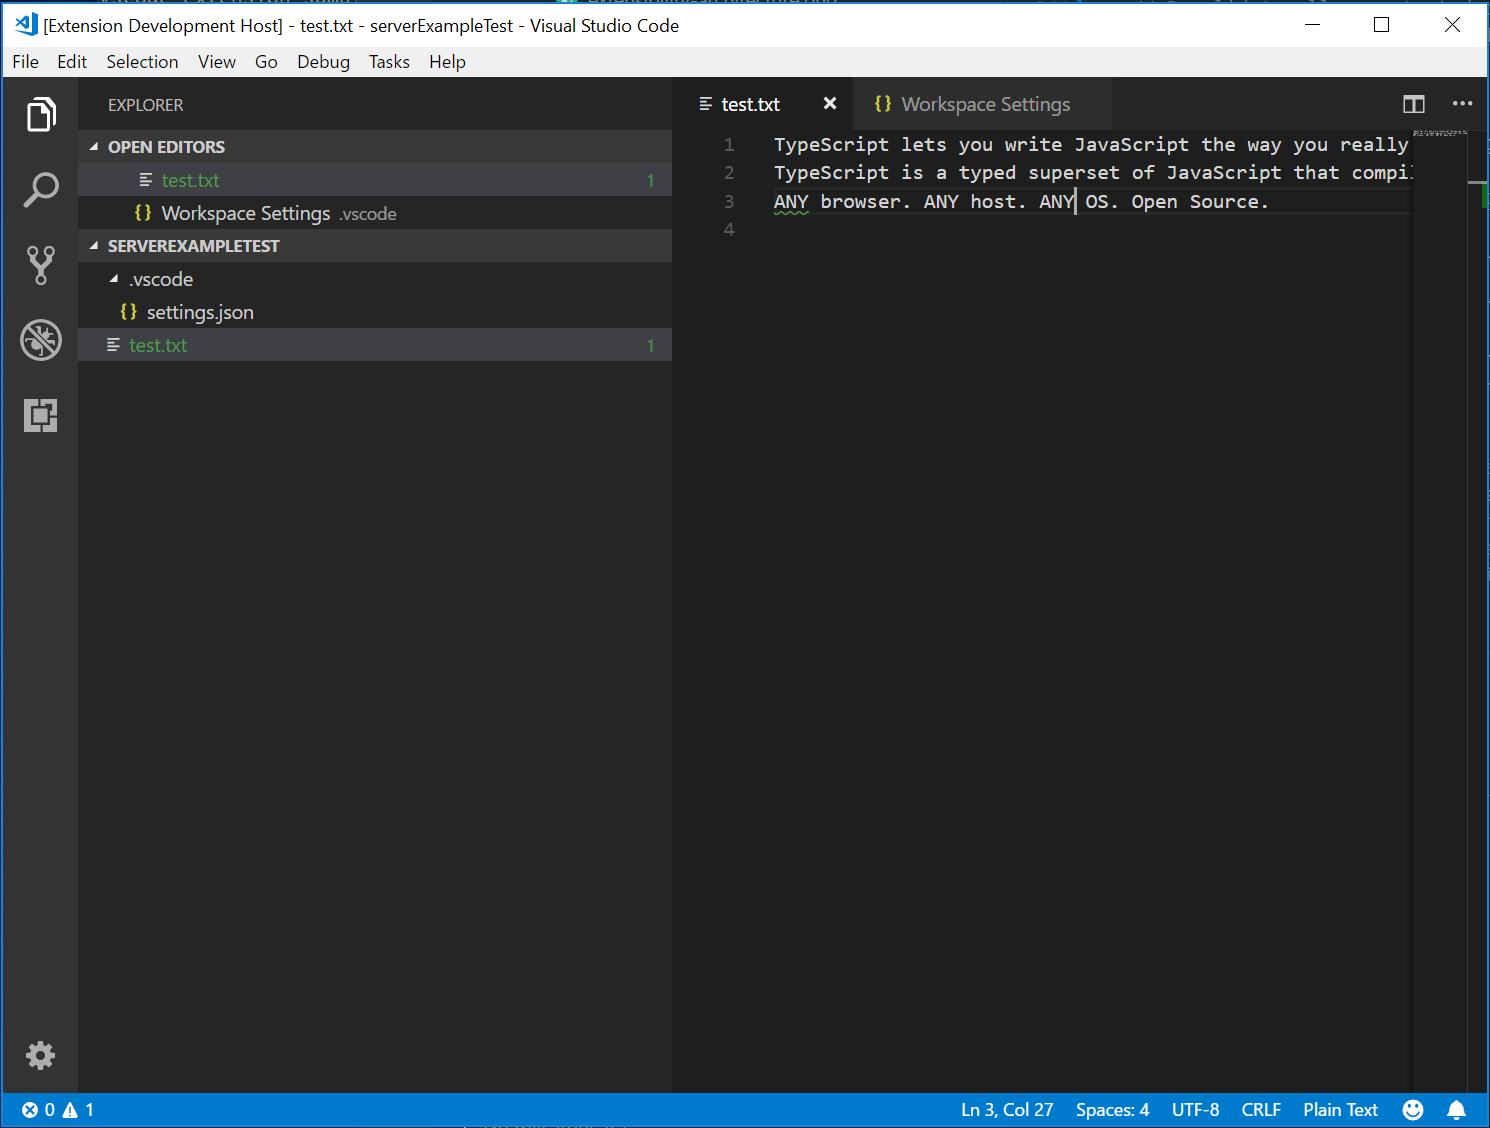 [Extension Development Host] - test.txt - serverExampleTest - Visual Studio Code
File Edit Selection View Go Debug Tasks Help
EXPLORER
OPEN EDITORS
test.txt 1
{} Workspace Settings .vscode
SERVEREXAMPLETEST
.vscode
{} settings.json
test.txt 1
test.txt
{} Workspace Settings
1 TypeScript lets you write JavaScript the way you really
2 TypeScript is a typed superset of JavaScript that compil
3 ANY browser. ANY host. ANY OS. Open Source.
4
0 1 Ln 3, Col 27 Spaces: 4 UTF-8 CRLF Plain Text